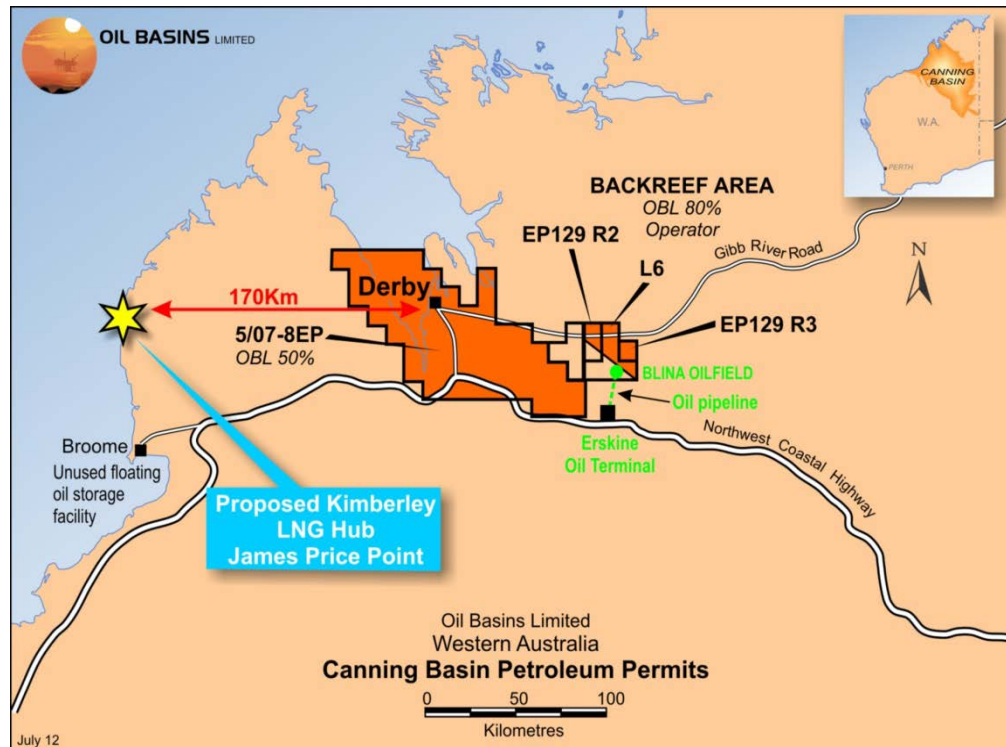 OIL BASINS LIMITED
CANNING
BASIN
W.A.
PERTH
BACKREEF AREA
OBL 80%
Operator
EP129 R2
L6
Gibb River Road
N
Derby
170Km
EP129 R3
5/07-8EP
OBL 50%
BLINA OILFIELD
Oil pipeline
Erskine
Oil Terminal
Northwest Coastal Highway
Broome
Unused floating
oil storage
facility
Proposed Kimberley
LNG Hub
James Price Point
Oil Basins Limited
Western Australia
Canning Basin Petroleum Permits
0 50 100
Kilometres
July 12